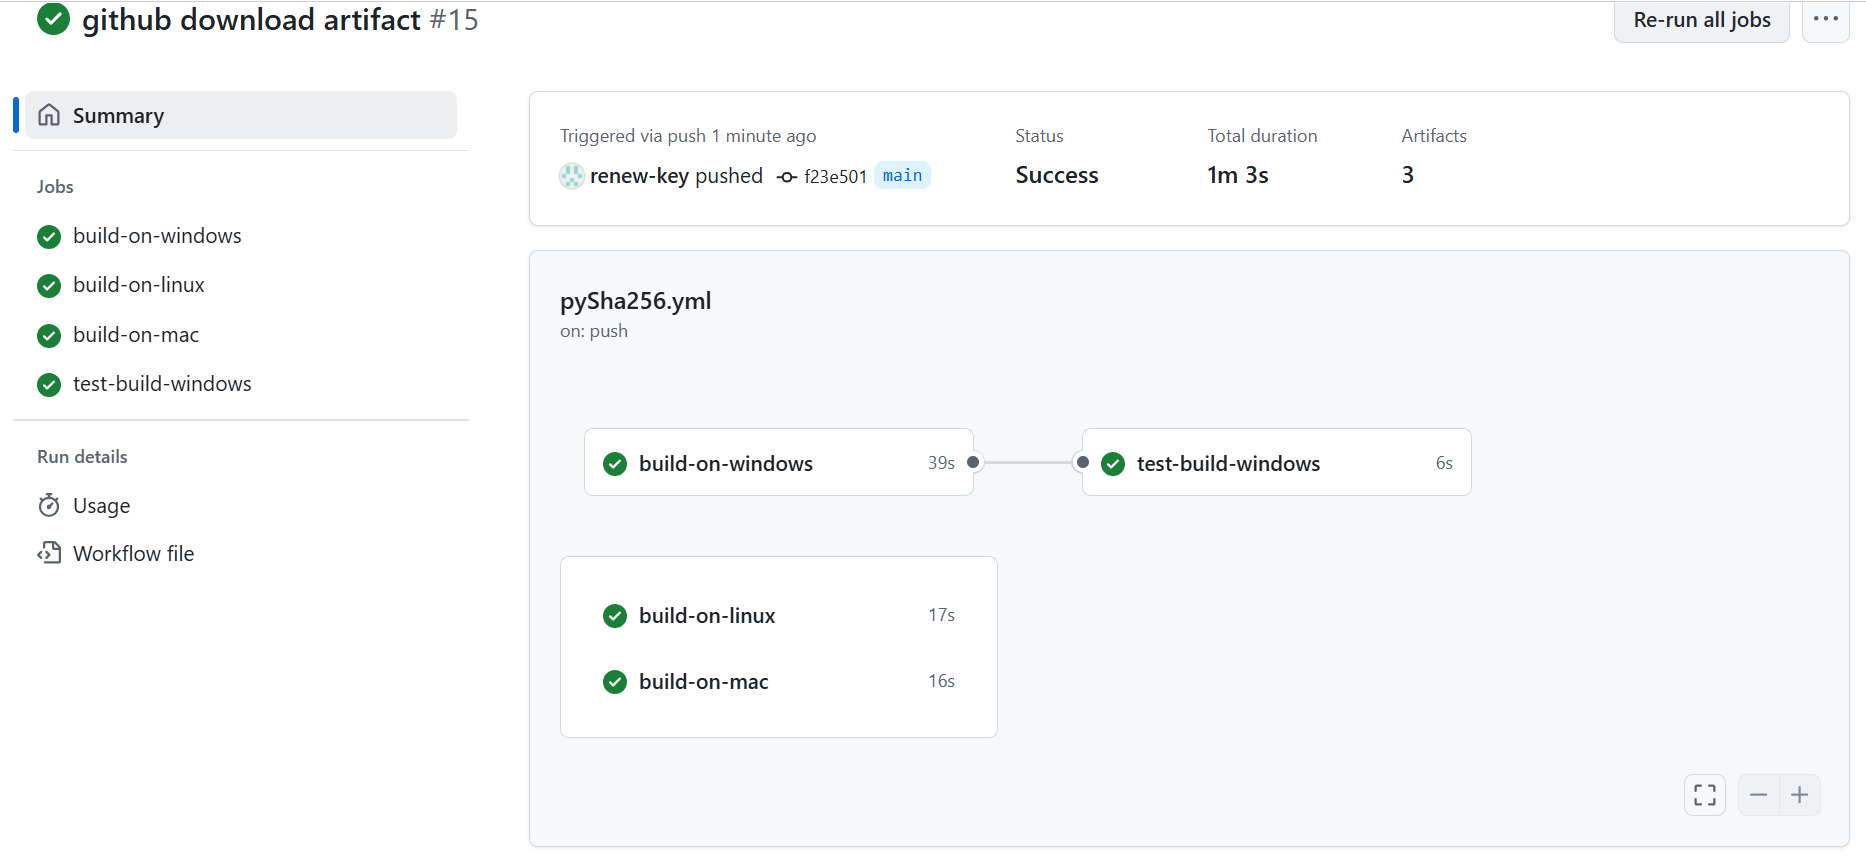 github download artifact #15
Re-run all jobs
Summary
Jobs
build-on-windows
build-on-linux
build-on-mac
test-build-windows
Run details
Usage
Workflow file
Triggered via push 1 minute ago
renew-key pushed f23e501 main
Status
Success
Total duration
1m 3s
Artifacts
3
pySha256.yml
on: push
build-on-windows 39s
test-build-windows 6s
build-on-linux 17s
build-on-mac 16s